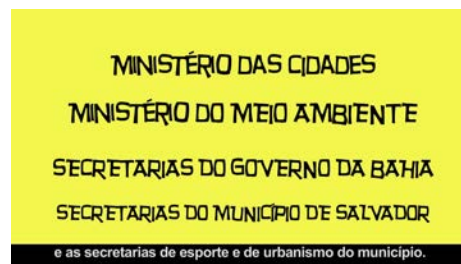 MINISTÉRIO DAS CIDADES
MINISTÉRIO DO MEIO AMBIENTE
SECRETARIAS DO GOVERNO DA BAHIA
SECRETARIAS DO MUNICÍPIO DE SALVADOR
e as secretarias de esporte e de urbanismo do município.